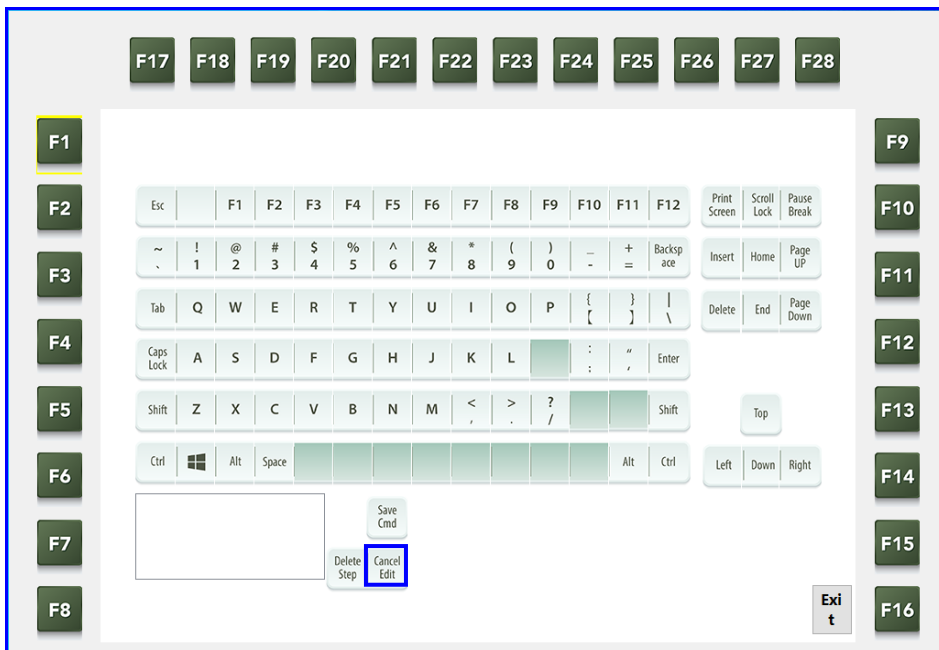 F17 F18 F19 F20 F21 F22 F23 F24 F25 F26 F27 F28
F1
F9
F2
F10
F3
F11
F4
F12
F5
F13
F6
F14
F7
F15
F8
F16
Esc F1 F2 F3 F4 F5 F6 F7 F8 F9 F10 F11 F12
Print
Screen
Scroll
Lock
Pause
Break
~ ! @ # $ % ^ & * ( ) _ + Backsp
` 1 2 3 4 5 6 7 8 9 0 - = ace
Insert Home Page
UP
Tab Q W E R T Y U I O P { } |
【 】 \
Delete End Page
Down
Caps
Lock
A S D F G H J K L : “ Enter
: ,
Shift Z X C V B N M < > ? Shift
, . /
Top
Ctrl Alt Space Alt Ctrl
Left Down Right
Save
Cmd
Delete
Step
Cancel
Edit
Exi
t